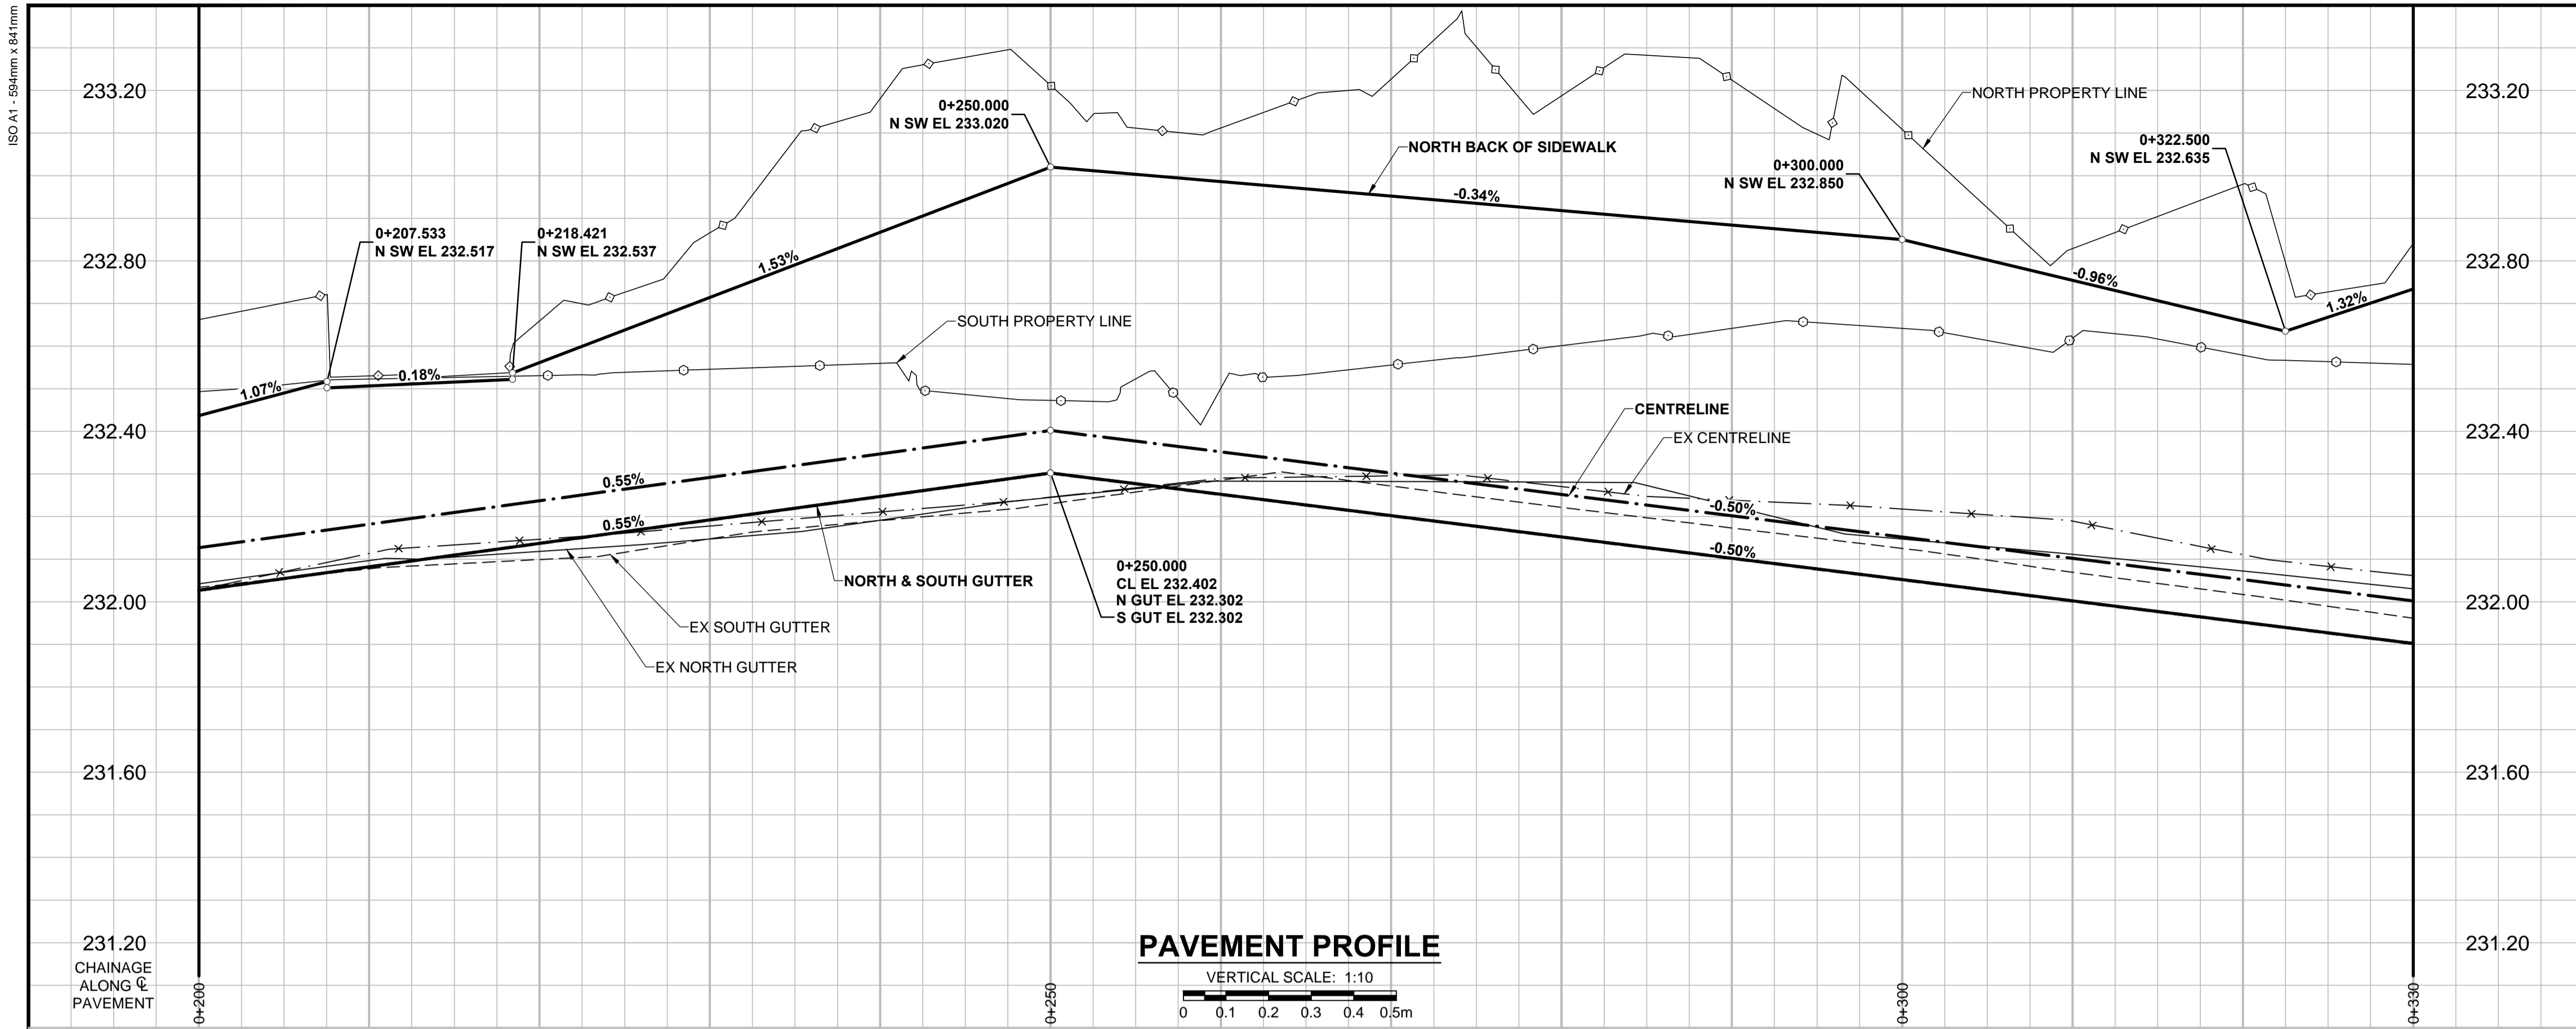 ISO A1 - 594mm x 841mm
233.20
232.80
232.40
232.00
231.60
231.20
CHAINAGE
ALONG ℄
PAVEMENT
0+207.533
N SW EL 232.517
0+218.421
N SW EL 232.537
0+250.000
N SW EL 233.020
NORTH BACK OF SIDEWALK
0+300.000
N SW EL 232.850
NORTH PROPERTY LINE
0+322.500
N SW EL 232.635
1.07%
0.18%
1.53%
-0.34%
-0.96%
1.32%
SOUTH PROPERTY LINE
CENTRELINE
EX CENTRELINE
0.55%
0.55%
-0.50%
-0.50%
NORTH & SOUTH GUTTER
EX SOUTH GUTTER
EX NORTH GUTTER
0+250.000
CL EL 232.402
N GUT EL 232.302
S GUT EL 232.302
PAVEMENT PROFILE
VERTICAL SCALE: 1:10
0 0.1 0.2 0.3 0.4 0.5m
0+200
0+250
0+300
0+330
233.20
232.80
232.40
232.00
231.60
231.20